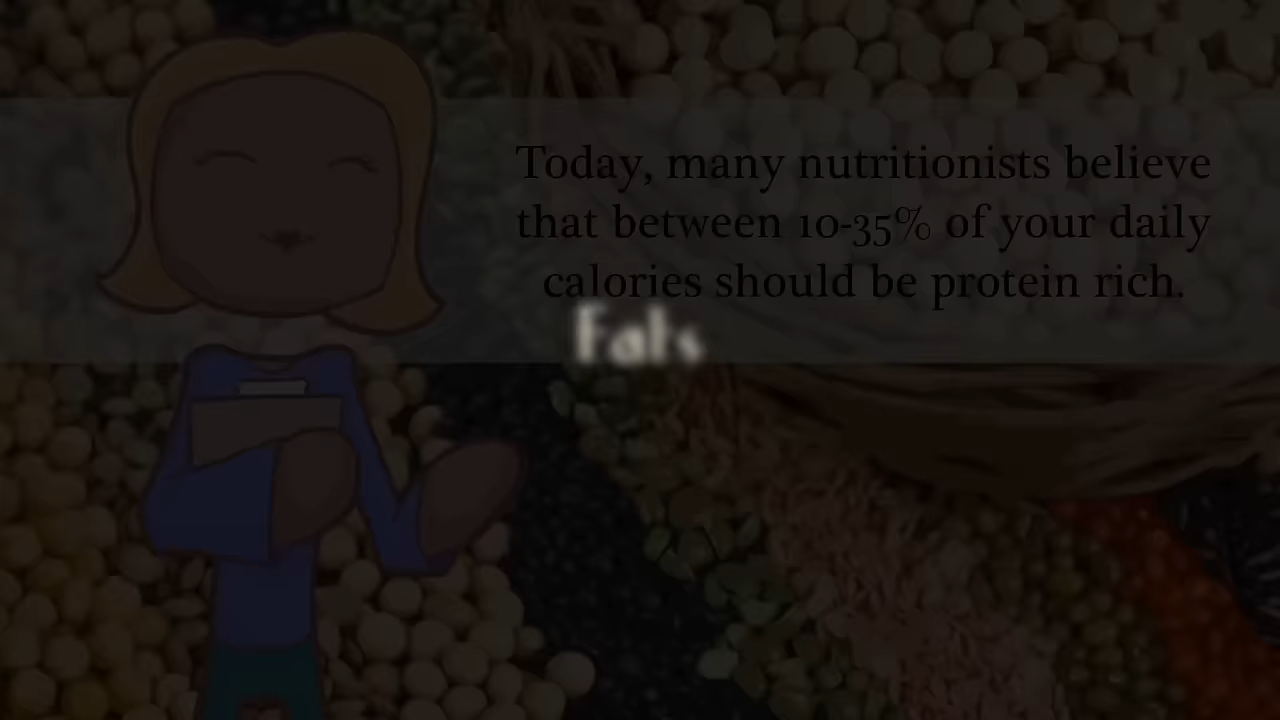 Today, many nutritionists believe
that between 10-35% of your daily
calories should be protein rich.
Fats